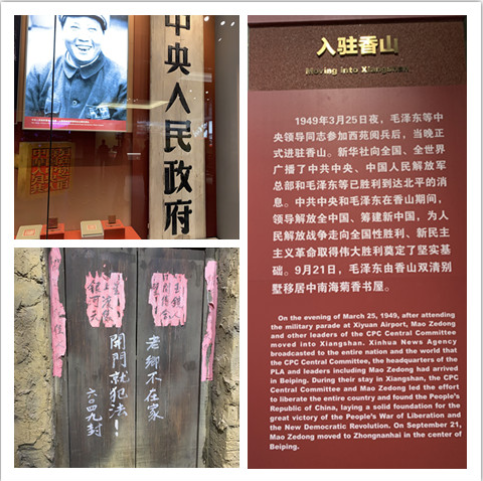 中央人民政府
入驻香山
Moving into Xiangshan
1949年3月25日夜，毛泽东等中
央领导同志参加西苑阅兵后，当晚正
式进驻香山。新华社向全国、全世界
广播了中共中央、中国人民解放军
总部和毛泽东等已胜利到达北平的消
息。中共中央和毛泽东在香山期间，
领导解放全中国、筹建新中国，为人
民解放战争走向全国性胜利、新民主
主义革命取得伟大胜利奠定了坚实基
础。9月21日，毛泽东由香山双清别
墅移居中南海菊香书屋。
On the evening of March 25, 1949, after attending
the military parade at Xiyuan Airport, Mao Zedong
and other leaders of the CPC Central Committee
moved into Xiangshan. Xinhua News Agency
broadcasted to the entire nation and the world that
the CPC Central Committee, the headquarters of the
PLA and leaders including Mao Zedong had arrived
in Beiping. During their stay in Xiangshan, the CPC
Central Committee and Mao Zedong led the effort
to liberate the entire country and found the People's
Republic of China, laying a solid foundation for the
great victory of the People's War of Liberation and
the New Democratic Revolution. On September 21,
Mao Zedong moved to Zhongnanhai in the center of
Beiping.
老鄉不在家
開門就犯法！
六〇四九封